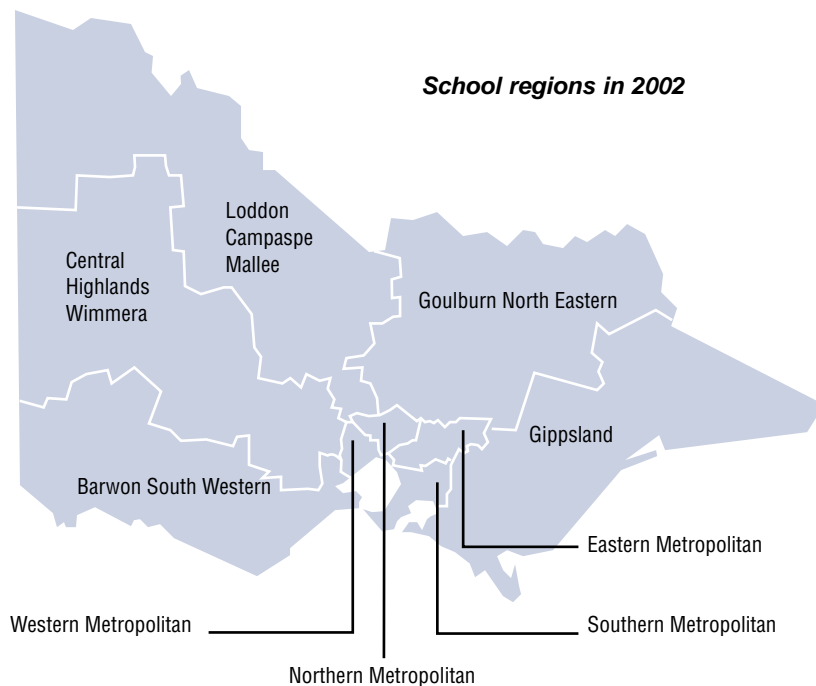 School regions in 2002
Loddon
Campaspe
Mallee
Central
Highlands
Wimmera
Goulburn North Eastern
Gippsland
Barwon South Western
Eastern Metropolitan
Western Metropolitan
Southern Metropolitan
Northern Metropolitan